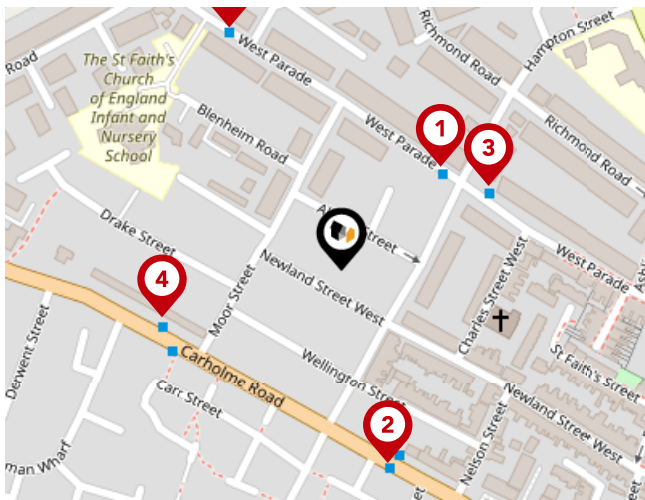 Hampton Street
Richmond Road
Road
West Parade
The St Faith's
Church
of England
Infant and
Nursery
School
Blenheim Road
West Parade
1
3
Richmond Road
Street
Drake Street
Newland Street West
West Parade
4
Moor Street
Charles Street West
Derwent Street
St Faith's Street
Carholme Road
Wellington Street
Carr Street
Newland Street West
2
Nelson Street
man Wharf